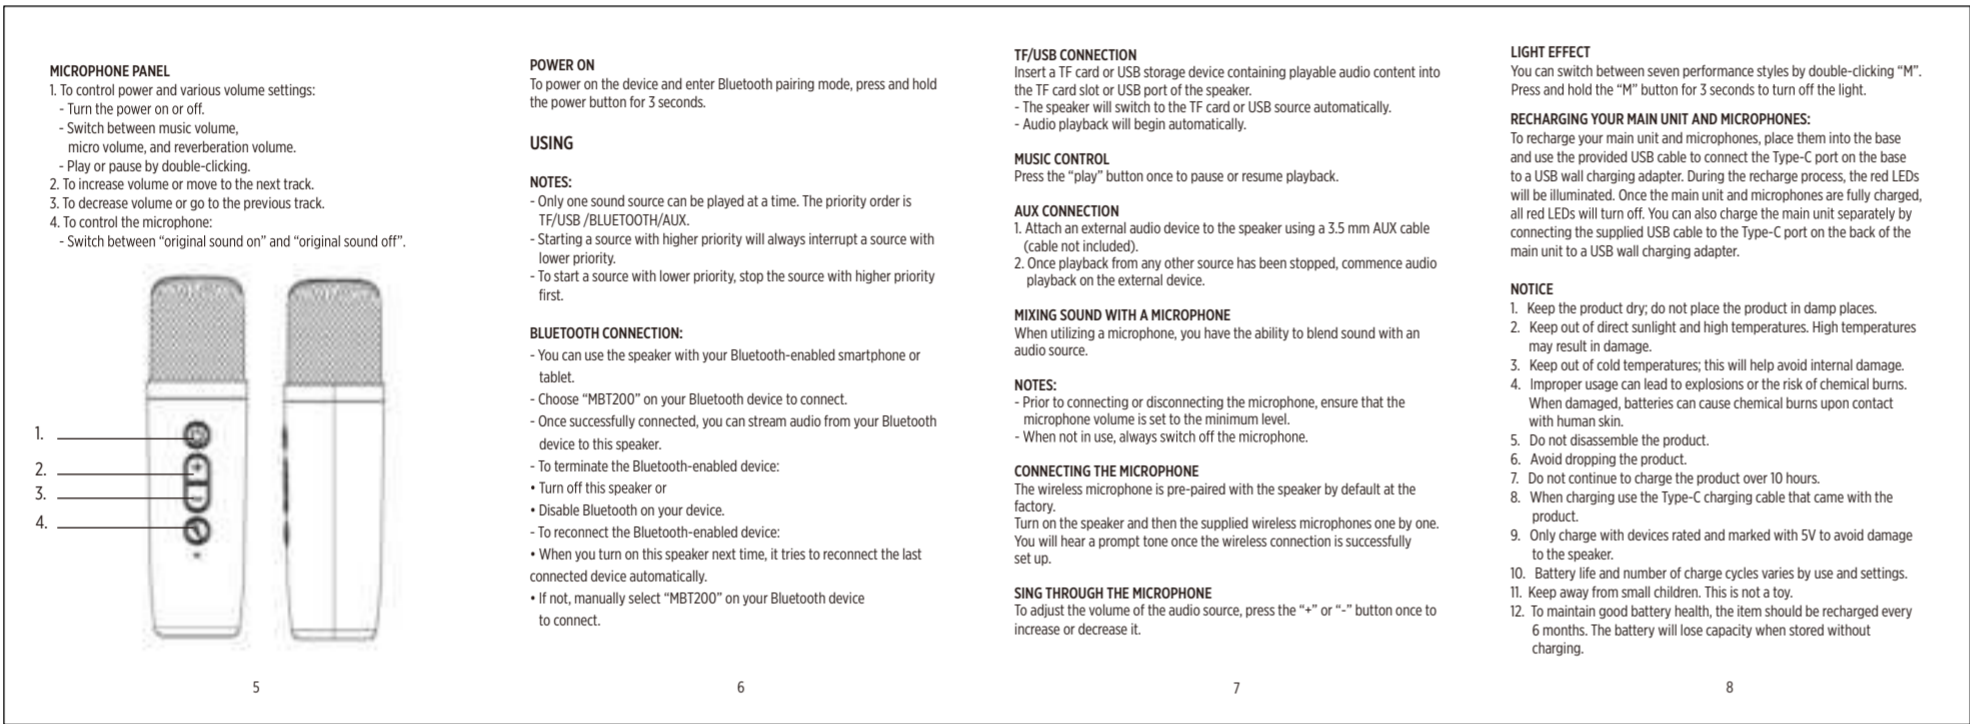 MICROPHONE PANEL
1. To control power and various volume settings:
- Turn the power on or off.
- Switch between music volume,
micro volume, and reverberation volume.
- Play or pause by double-clicking.
2. To increase volume or move to the next track.
3. To decrease volume or go to the previous track.
4. To control the microphone:
- Switch between “original sound on” and “original sound off”.
1.
2.
3.
4.
5
POWER ON
To power on the device and enter Bluetooth pairing mode, press and hold
the power button for 3 seconds.
USING
NOTES:
- Only one sound source can be played at a time. The priority order is
TF/USB /BLUETOOTH/AUX.
- Starting a source with higher priority will always interrupt a source with
lower priority.
- To start a source with lower priority, stop the source with higher priority
first.
BLUETOOTH CONNECTION:
- You can use the speaker with your Bluetooth-enabled smartphone or
tablet.
- Choose “MBT200” on your Bluetooth device to connect.
- Once successfully connected, you can stream audio from your Bluetooth
device to this speaker.
- To terminate the Bluetooth-enabled device:
• Turn off this speaker or
• Disable Bluetooth on your device.
- To reconnect the Bluetooth-enabled device:
• When you turn on this speaker next time, it tries to reconnect the last
connected device automatically.
• If not, manually select “MBT200” on your Bluetooth device
to connect.
6
TF/USB CONNECTION
Insert a TF card or USB storage device containing playable audio content into
the TF card slot or USB port of the speaker.
- The speaker will switch to the TF card or USB source automatically.
- Audio playback will begin automatically.
MUSIC CONTROL
Press the “play” button once to pause or resume playback.
AUX CONNECTION
1. Attach an external audio device to the speaker using a 3.5 mm AUX cable
(cable not included).
2. Once playback from any other source has been stopped, commence audio
playback on the external device.
MIXING SOUND WITH A MICROPHONE
When utilizing a microphone, you have the ability to blend sound with an
audio source.
NOTES:
- Prior to connecting or disconnecting the microphone, ensure that the
microphone volume is set to the minimum level.
- When not in use, always switch off the microphone.
CONNECTING THE MICROPHONE
The wireless microphone is pre-paired with the speaker by default at the
factory.
Turn on the speaker and then the supplied wireless microphones one by one.
You will hear a prompt tone once the wireless connection is successfully
set up.
SING THROUGH THE MICROPHONE
To adjust the volume of the audio source, press the “+” or “-” button once to
increase or decrease it.
7
LIGHT EFFECT
You can switch between seven performance styles by double-clicking “M”.
Press and hold the “M” button for 3 seconds to turn off the light.
RECHARGING YOUR MAIN UNIT AND MICROPHONES:
To recharge your main unit and microphones, place them into the base
and use the provided USB cable to connect the Type-C port on the base
to a USB wall charging adapter. During the recharge process, the red LEDs
will be illuminated. Once the main unit and microphones are fully charged,
all red LEDs will turn off. You can also charge the main unit separately by
connecting the supplied USB cable to the Type-C port on the back of the
main unit to a USB wall charging adapter.
NOTICE
1. Keep the product dry; do not place the product in damp places.
2. Keep out of direct sunlight and high temperatures. High temperatures
may result in damage.
3. Keep out of cold temperatures; this will help avoid internal damage.
4. Improper usage can lead to explosions or the risk of chemical burns.
When damaged, batteries can cause chemical burns upon contact
with human skin.
5. Do not disassemble the product.
6. Avoid dropping the product.
7. Do not continue to charge the product over 10 hours.
8. When charging use the Type-C charging cable that came with the
product.
9. Only charge with devices rated and marked with 5V to avoid damage
to the speaker.
10. Battery life and number of charge cycles varies by use and settings.
11. Keep away from small children. This is not a toy.
12. To maintain good battery health, the item should be recharged every
6 months. The battery will lose capacity when stored without
charging.
8